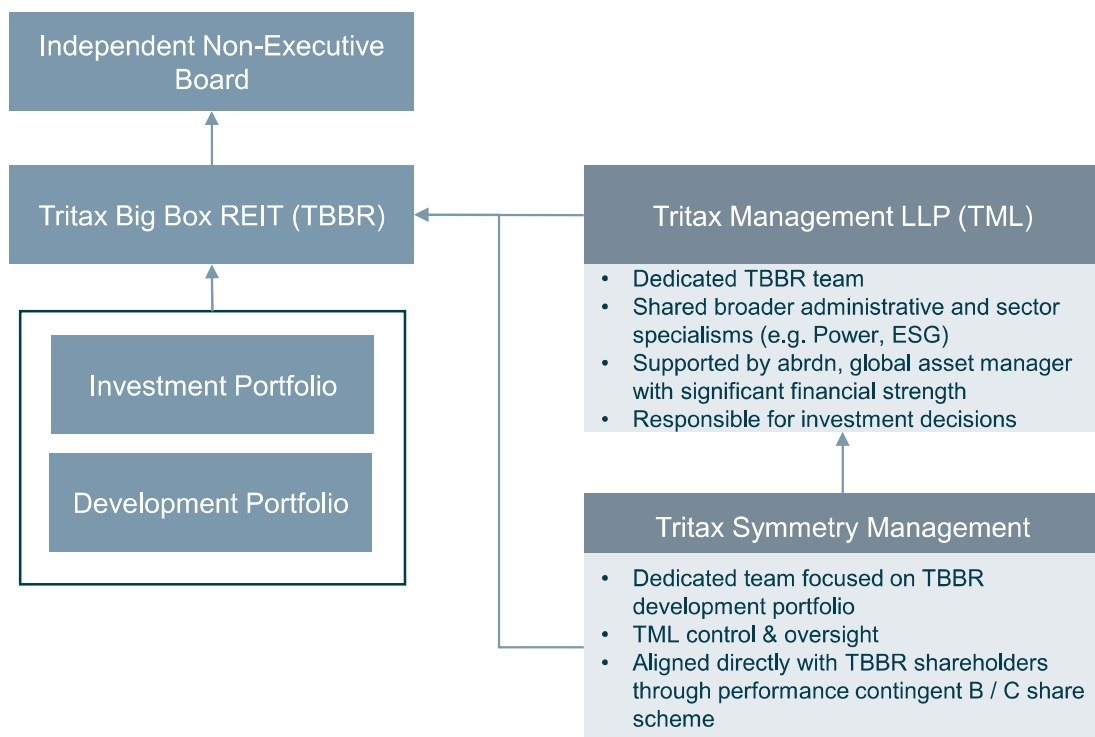 Independent Non-Executive
Board
Tritax Big Box REIT (TBBR)
Investment Portfolio
Development Portfolio
Tritax Management LLP (TML)
• Dedicated TBBR team
• Shared broader administrative and sector
specialisms (e.g. Power, ESG)
• Supported by abrdn, global asset manager
with significant financial strength
• Responsible for investment decisions
Tritax Symmetry Management
• Dedicated team focused on TBBR
development portfolio
• TML control & oversight
• Aligned directly with TBBR shareholders
through performance contingent B / C share
scheme